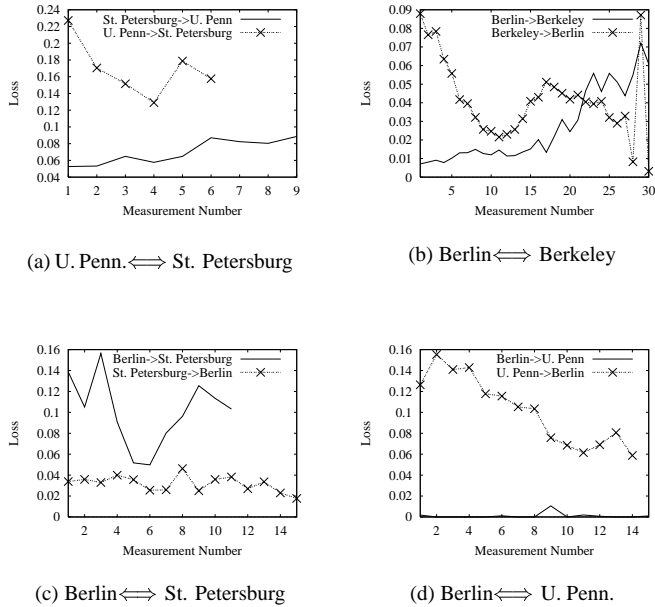 0.24
0.22
0.2
0.18
0.16
0.14
0.12
0.1
0.08
0.06
0.04
Loss
St. Petersburg->U. Penn
U. Penn->St. Petersburg
1 2 3 4 5 6 7 8 9
Measurement Number
(a) U. Penn. ⟺ St. Petersburg
0.09
0.08
0.07
0.06
0.05
0.04
0.03
0.02
0.01
0
Loss
Berlin->Berkeley
Berkeley->Berlin
5 10 15 20 25 30
Measurement Number
(b) Berlin ⟺ Berkeley
0.16
0.14
0.12
0.1
0.08
0.06
0.04
0.02
0
Loss
Berlin->St. Petersburg
St. Petersburg->Berlin
2 4 6 8 10 12 14
Measurement Number
(c) Berlin ⟺ St. Petersburg
0.16
0.14
0.12
0.1
0.08
0.06
0.04
0.02
0
Loss
Berlin->U. Penn
U. Penn->Berlin
2 4 6 8 10 12 14
Measurement Number
(d) Berlin ⟺ U. Penn.